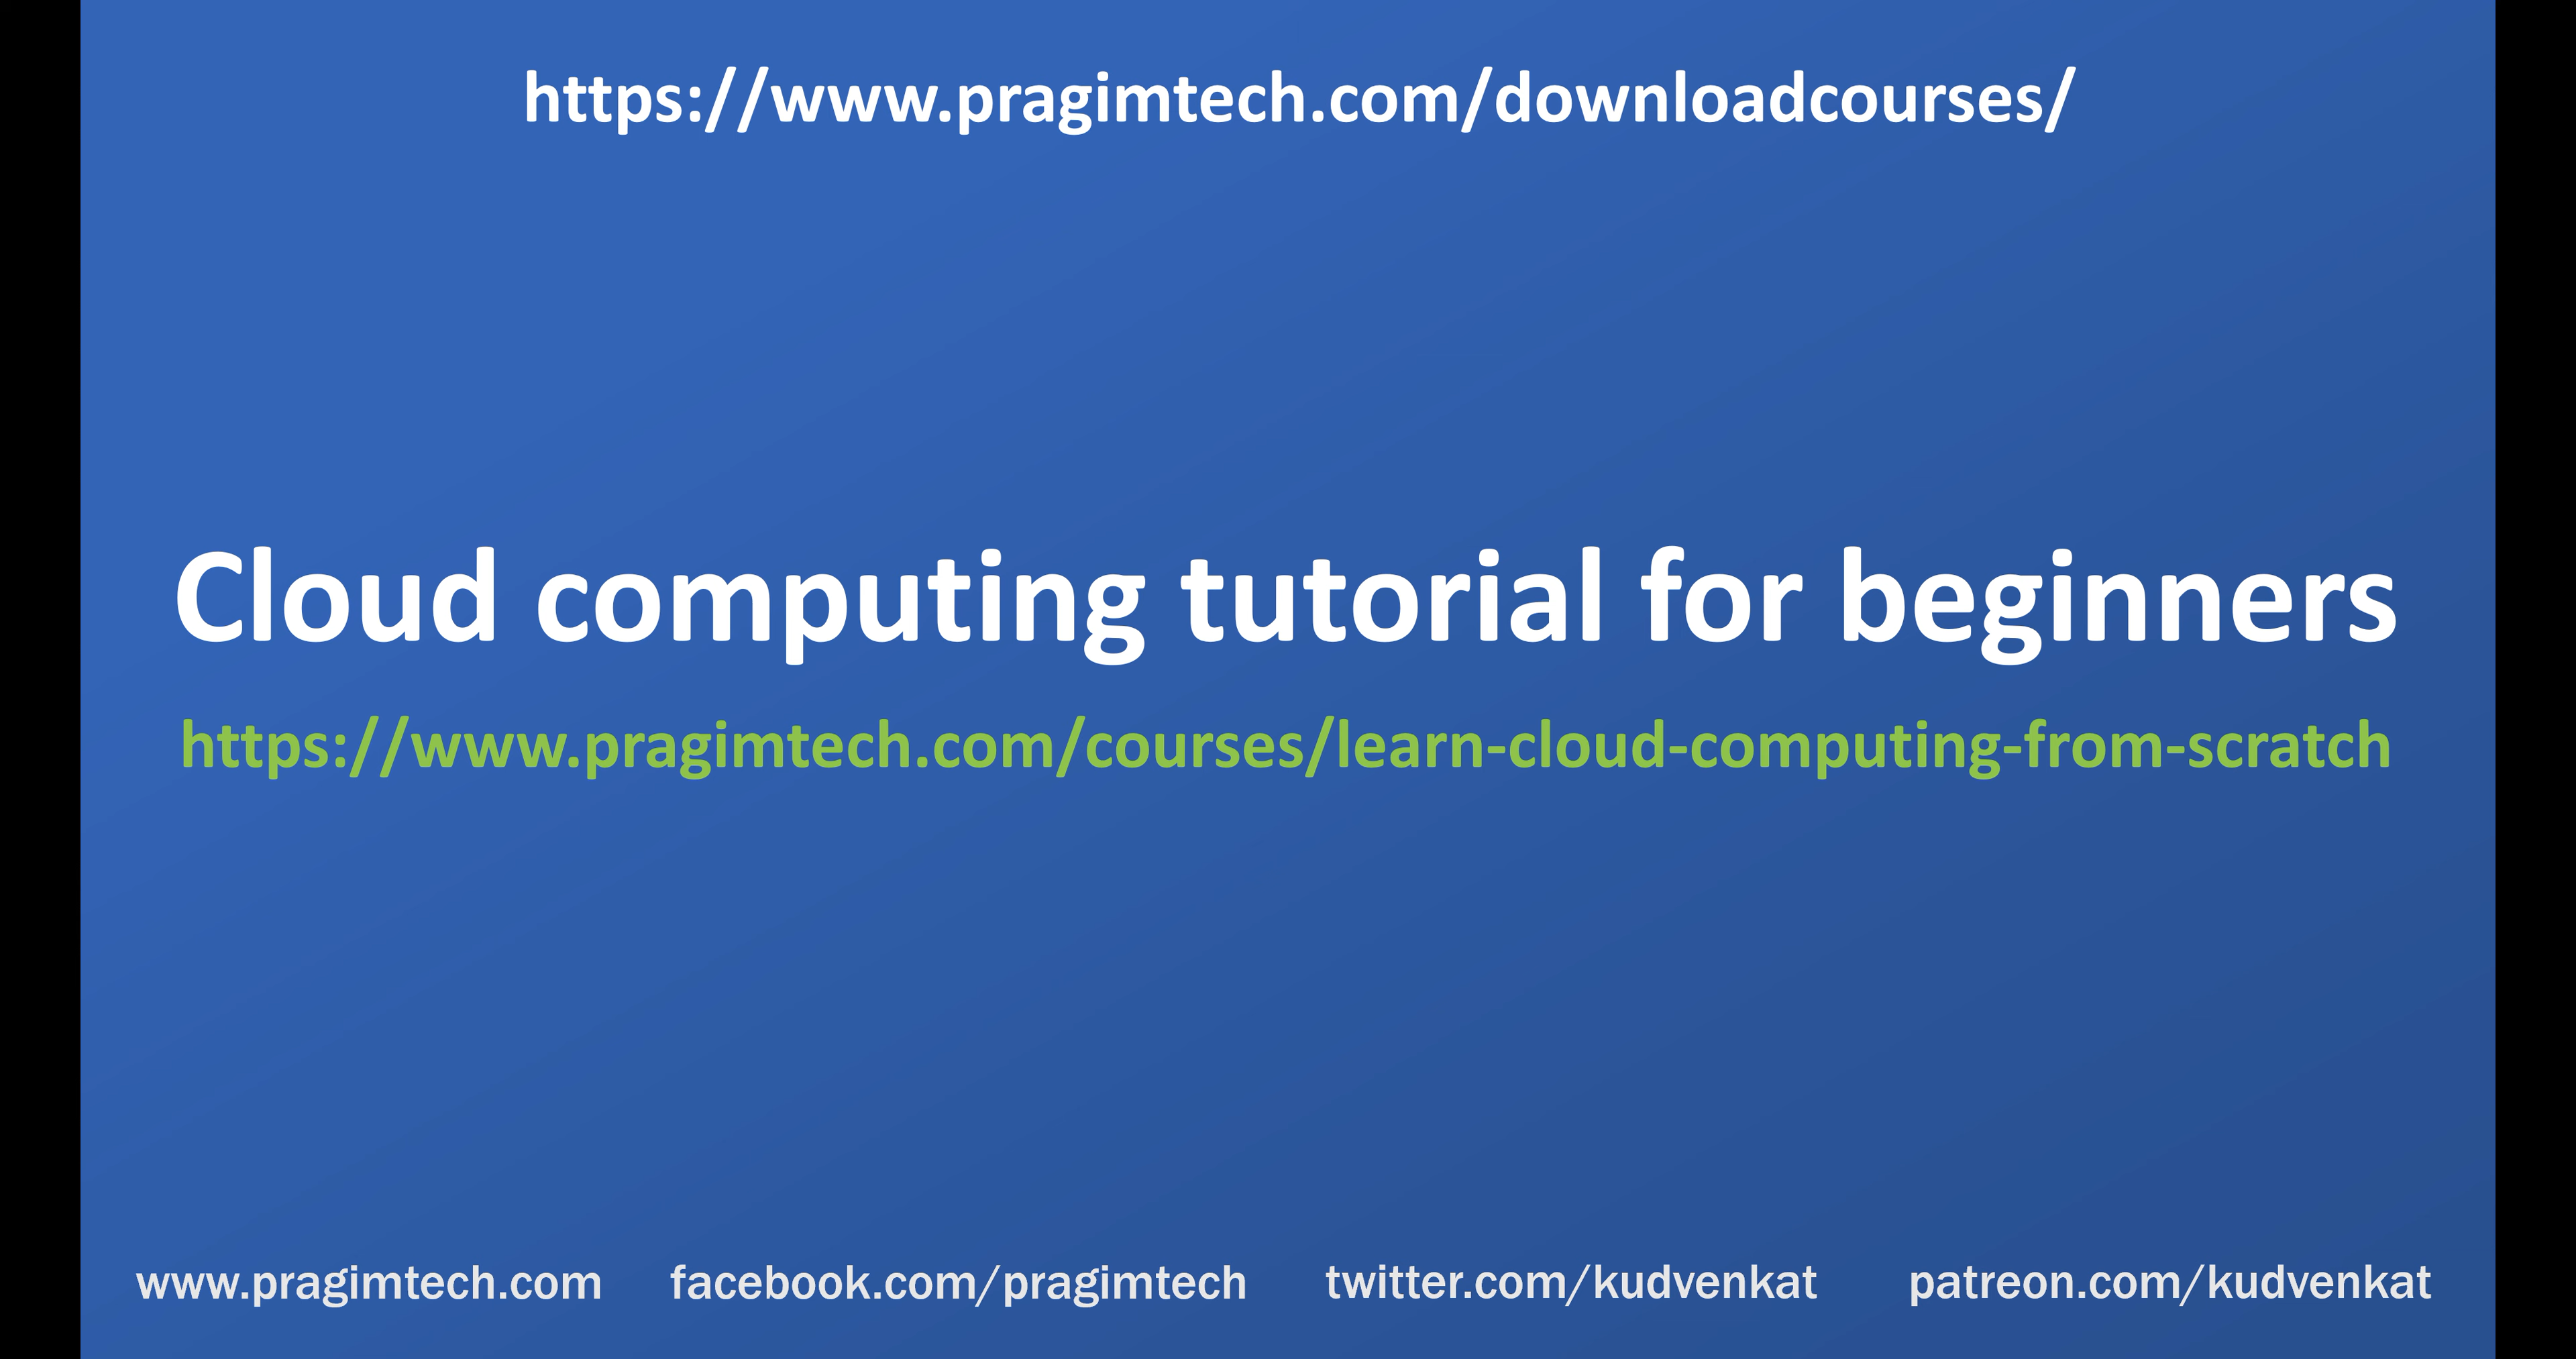 https://www.pragimtech.com/downloadcourses/
Cloud computing tutorial for beginners
https://www.pragimtech.com/courses/learn-cloud-computing-from-scratch
www.pragimtech.com facebook.com/pragimtech twitter.com/kudvenkat patreon.com/kudvenkat